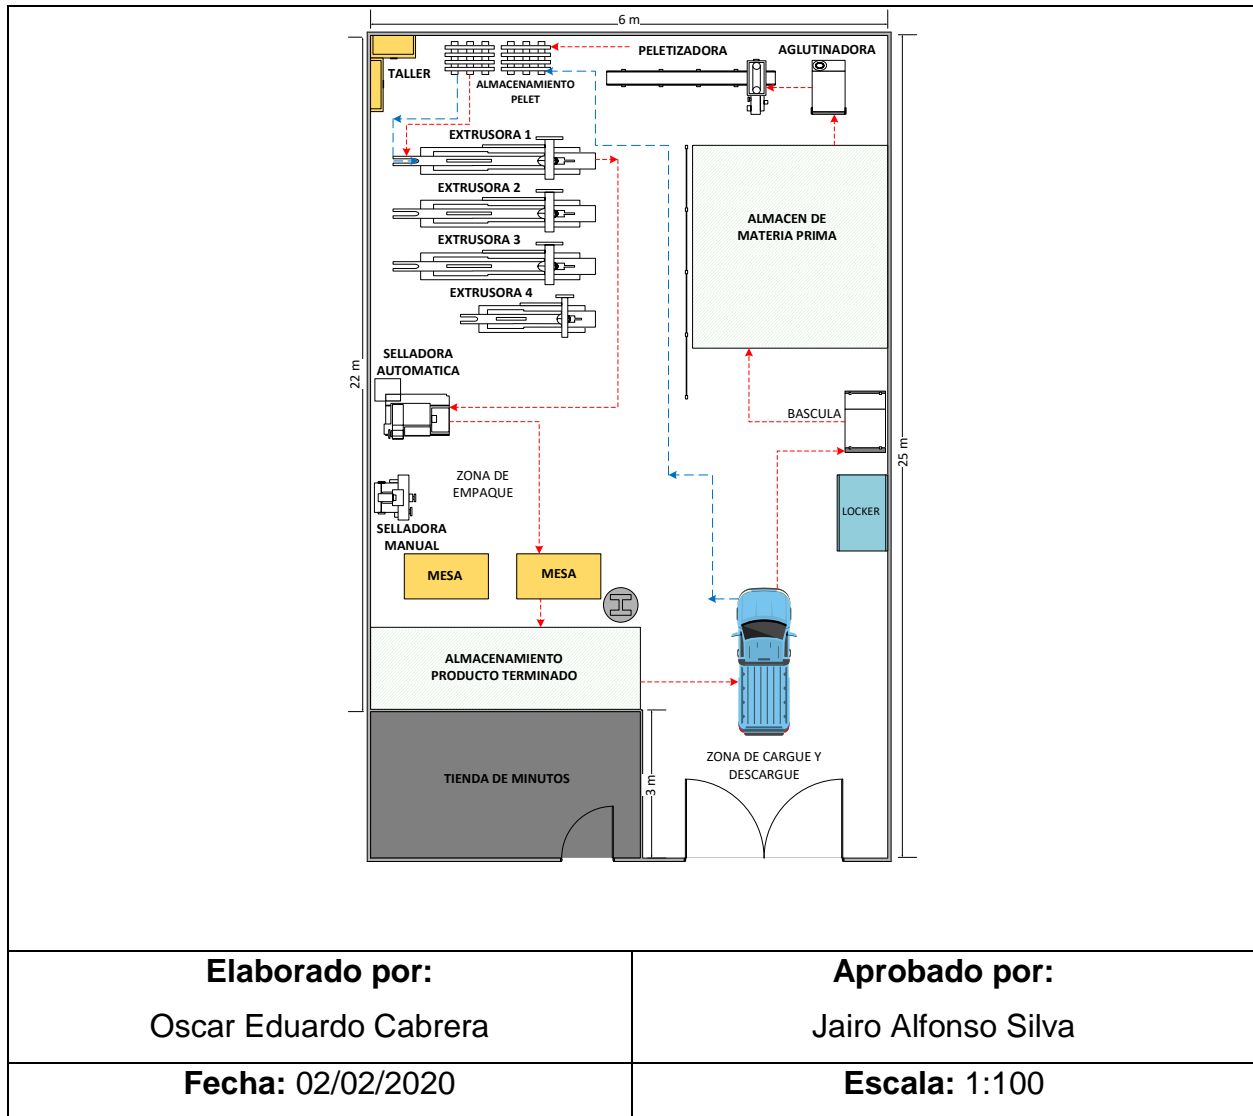 6 m
PELETIZADORA
AGLUTINADORA
TALLER
ALMACENAMIENTO
PELET
EXTRUSORA 1
EXTRUSORA 2
EXTRUSORA 3
EXTRUSORA 4
ALMACEN DE
MATERIA PRIMA
22 m
SELLADORA
AUTOMATICA
BASCULA
25 m
ZONA DE
EMPAQUE
LOCKER
SELLADORA
MANUAL
MESA
MESA
ALMACENAMIENTO
PRODUCTO TERMINADO
ZONA DE CARGUE Y
DESCARGUE
TIENDA DE MINUTOS
3 m
Elaborado por:
Oscar Eduardo Cabrera
Aprobado por:
Jairo Alfonso Silva
Fecha: 02/02/2020
Escala: 1:100